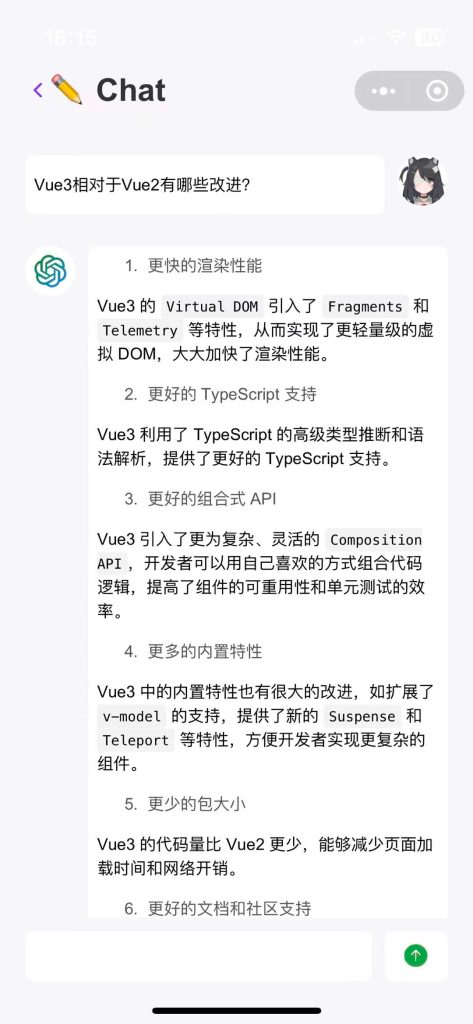 18:15
80
Chat
Vue3相对于Vue2有哪些改进?
1. 更快的渲染性能
Vue3 的 Virtual DOM 引入了 Fragments 和
Telemetry 等特性，从而实现了更轻量级的虚
拟 DOM，大大加快了渲染性能。
2. 更好的 TypeScript 支持
Vue3 利用了 TypeScript 的高级类型推断和语
法解析，提供了更好的 TypeScript 支持。
3. 更好的组合式 API
Vue3 引入了更为复杂、灵活的 Composition
API ，开发者可以用自己喜欢的方式组合代码
逻辑，提高了组件的可重用性和单元测试的效
率。
4. 更多的内置特性
Vue3 中的内置特性也有很大的改进，如扩展了
v-model 的支持，提供了新的 Suspense 和
Teleport 等特性，方便开发者实现更复杂的
组件。
5. 更少的包大小
Vue3 的代码量比 Vue2 更少，能够减少页面加
载时间和网络开销。
6. 更好的文档和社区支持